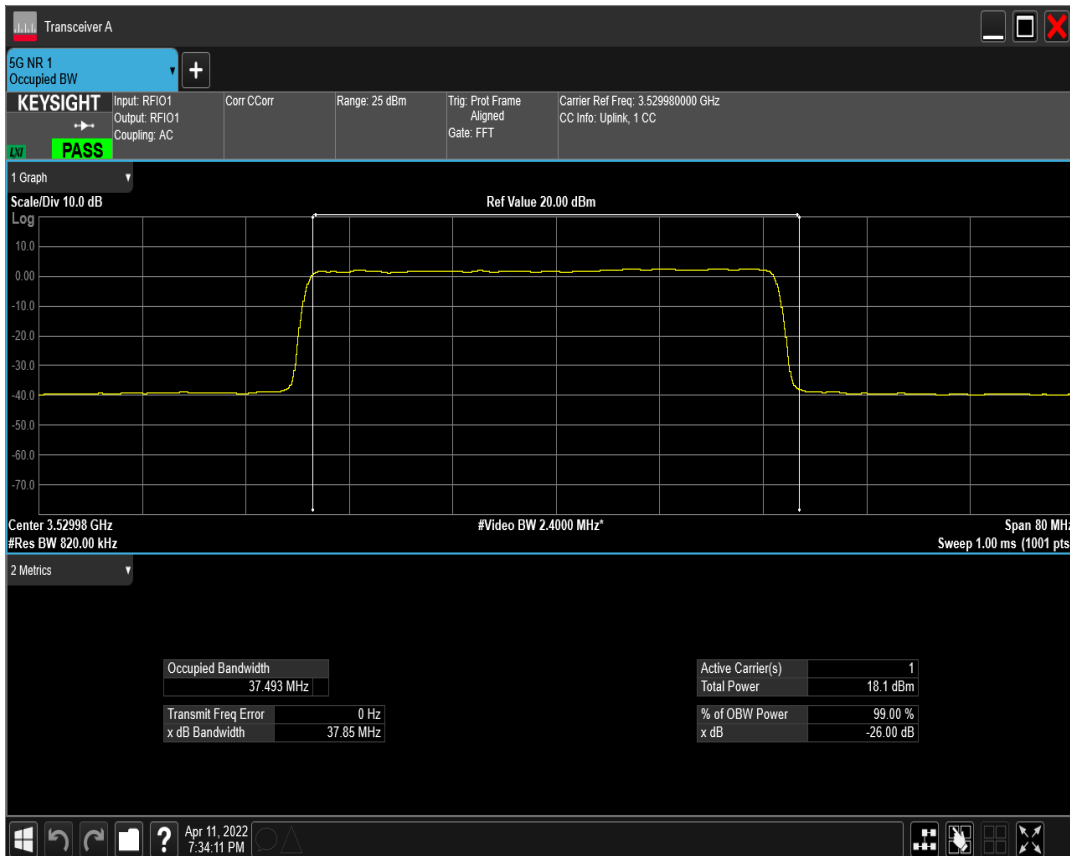 Transceiver A
5G NR 1
Occupied BW
KEYSIGHT
LXI
PASS
Input: RFIO1
Output: RFIO1
Coupling: AC
Corr CCorr
Range: 25 dBm
Trig: Prot Frame
Aligned
Gate: FFT
Carrier Ref Freq: 3.529980000 GHz
CC Info: Uplink, 1 CC
1 Graph
Scale/Div 10.0 dB
Ref Value 20.00 dBm
Log
10.0
0.00
-10.0
-20.0
-30.0
-40.0
-50.0
-60.0
-70.0
Center 3.52998 GHz
#Video BW 2.4000 MHz*
Span 80 MHz
#Res BW 820.00 kHz
Sweep 1.00 ms (1001 pts
2 Metrics
Occupied Bandwidth
37.493 MHz
Transmit Freq Error 0 Hz
x dB Bandwidth 37.85 MHz
Active Carrier(s) 1
Total Power 18.1 dBm
% of OBW Power 99.00 %
x dB -26.00 dB
?
Apr 11, 2022
7:34:11 PM